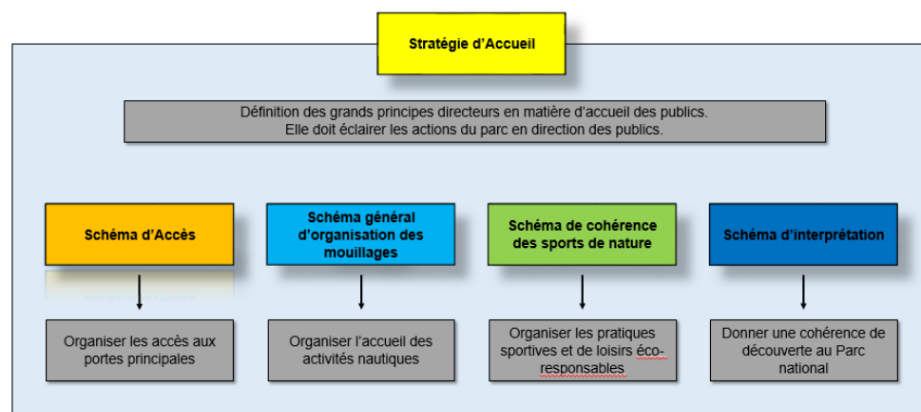 Stratégie d'Accueil
Définition des grands principes directeurs en matière d'accueil des publics.
Elle doit éclairer les actions du parc en direction des publics.
Schéma d'Accès
Schéma général
d'organisation des
mouillages
Schéma de cohérence
des sports de nature
Schéma d'interprétation
Organiser les accès aux
portes principales
Organiser l'accueil des
activités nautiques
Organiser les pratiques
sportives et de loisirs éco-
responsables
Donner une cohérence de
découverte au Parc
national